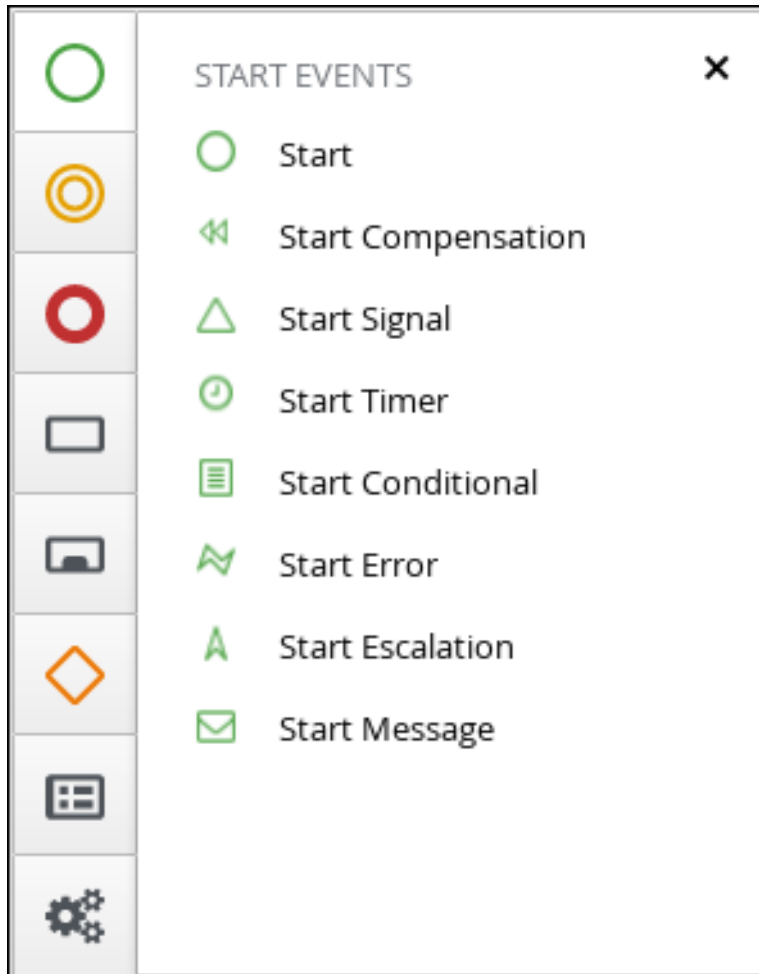 START EVENTS
Start
Start Compensation
Start Signal
Start Timer
Start Conditional
Start Error
Start Escalation
Start Message